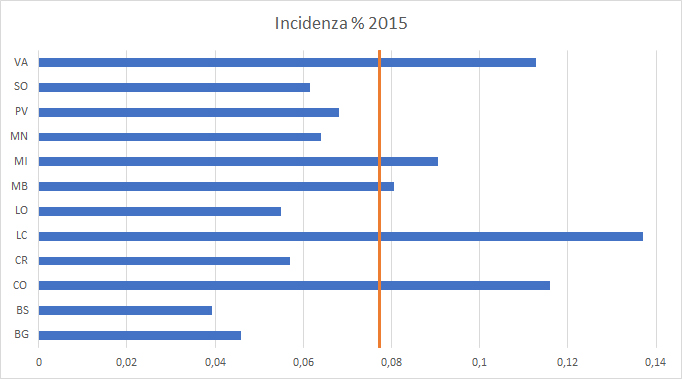 Incidenza % 2015
VA
SO
PV
MN
MI
MB
LO
LC
CR
CO
BS
BG
0 0,02 0,04 0,06 0,08 0,1 0,12 0,14